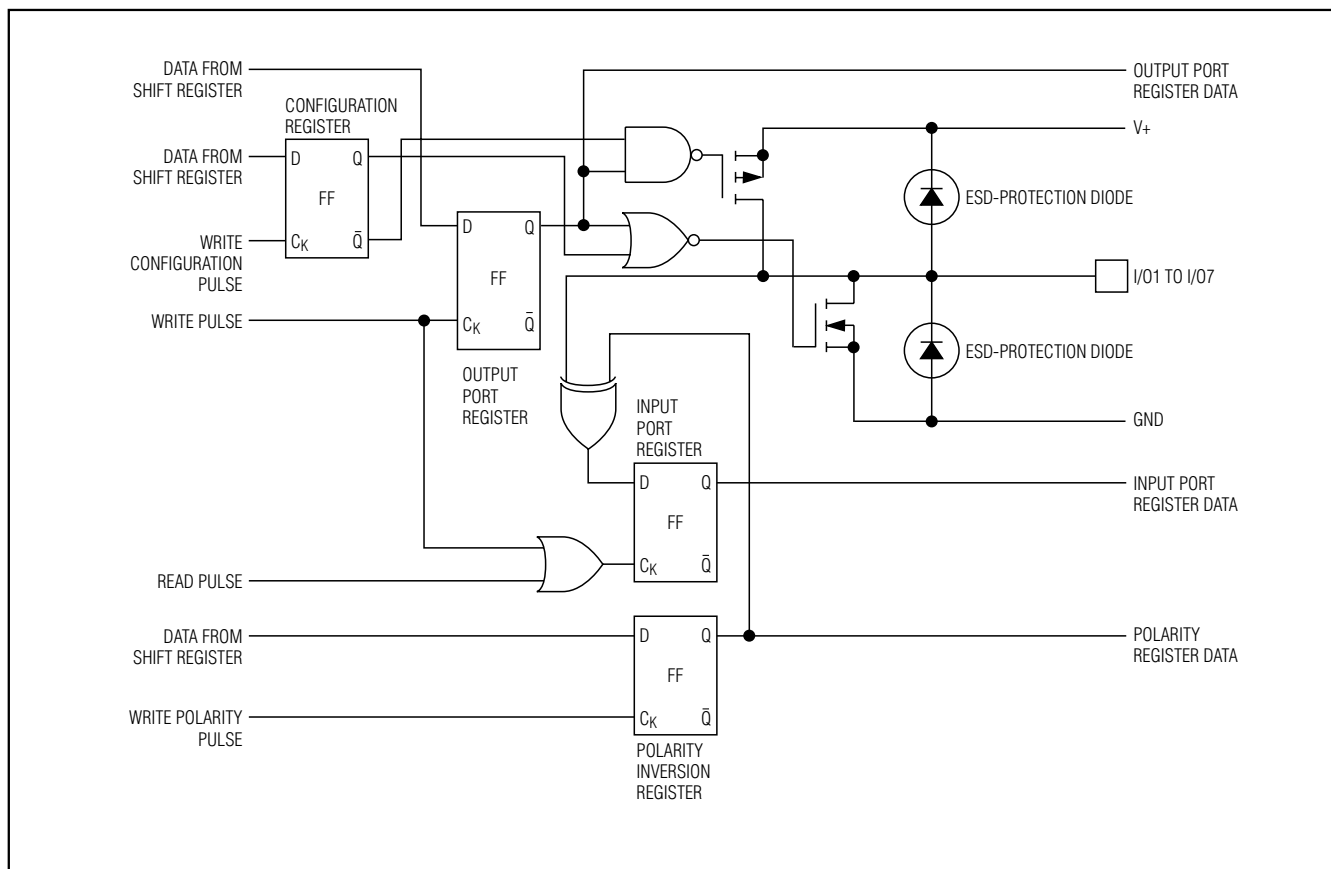 DATA FROM
SHIFT REGISTER
OUTPUT PORT
REGISTER DATA
CONFIGURATION
REGISTER
V+
DATA FROM
SHIFT REGISTER
D
Q
FF
CK
Q̄
ESD-PROTECTION DIODE
WRITE
CONFIGURATION
PULSE
D
Q
FF
CK
Q̄
I/O1 TO I/O7
WRITE PULSE
ESD-PROTECTION DIODE
OUTPUT
PORT
REGISTER
INPUT
PORT
REGISTER
GND
D
Q
FF
CK
Q̄
INPUT PORT
REGISTER DATA
READ PULSE
DATA FROM
SHIFT REGISTER
D
Q
FF
CK
Q̄
POLARITY
REGISTER DATA
WRITE POLARITY
PULSE
POLARITY
INVERSION
REGISTER